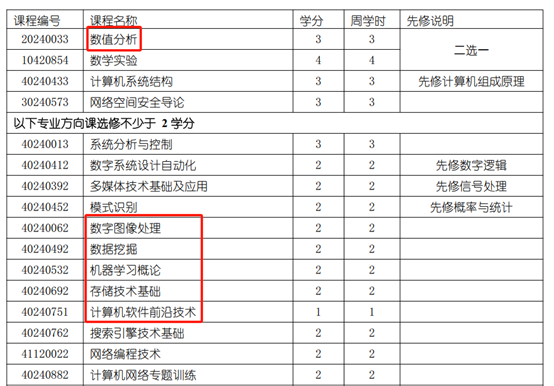 课程编号 课程名称 学分 周学时 先修说明
20240033 数值分析 3 3 二选一
10420854 数学实验 4 4
40240433 计算机系统结构 3 3 先修计算机组成原理
30240573 网络空间安全导论 3 3
以下专业方向课选修不少于 2 学分
40240013 系统分析与控制 3 3
40240412 数字系统设计自动化 2 2 先修数字逻辑
40240392 多媒体技术基础及应用 2 2 先修信号处理
40240452 模式识别 2 2 先修概率与统计
40240062 数字图像处理 2 2
40240492 数据挖掘 2 2
40240532 机器学习概论 2 2
40240692 存储技术基础 2 2
40240751 计算机软件前沿技术 1 1
40240762 搜索引擎技术基础 2 2
41120022 网络编程技术 2 2
40240882 计算机网络专题训练 2 2